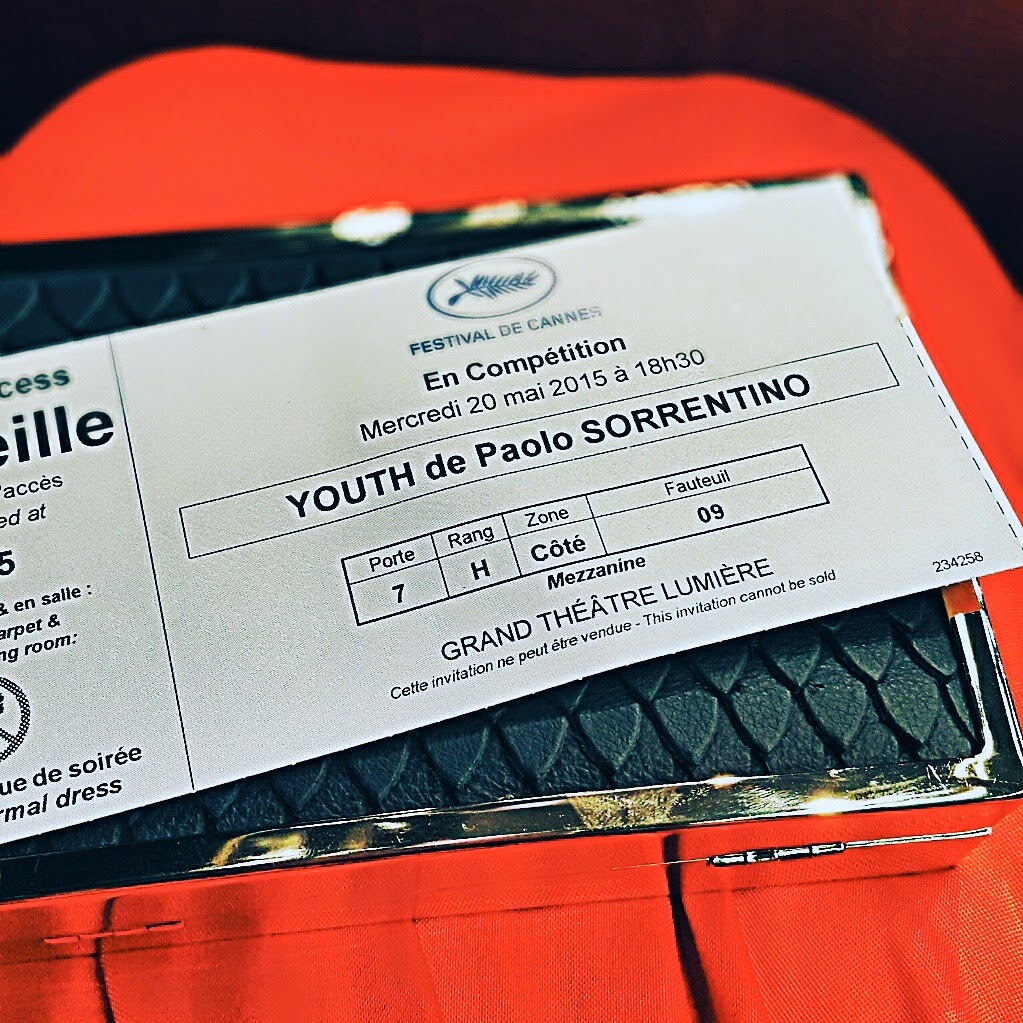 cess
eille
'accès
ed at
5
& en salle :
arpet &
ng room:
ue de soirée
rmal dress
FESTIVAL DE CANNES
En Compétition
Mercredi 20 mai 2015 à 18h30
YOUTH de Paolo SORRENTINO
Porte Rang Zone Fauteuil
7 H Côté 09
Mezzanine
GRAND THÉÂTRE LUMIÈRE
Cette invitation ne peut être vendue - This invitation cannot be sold
234258